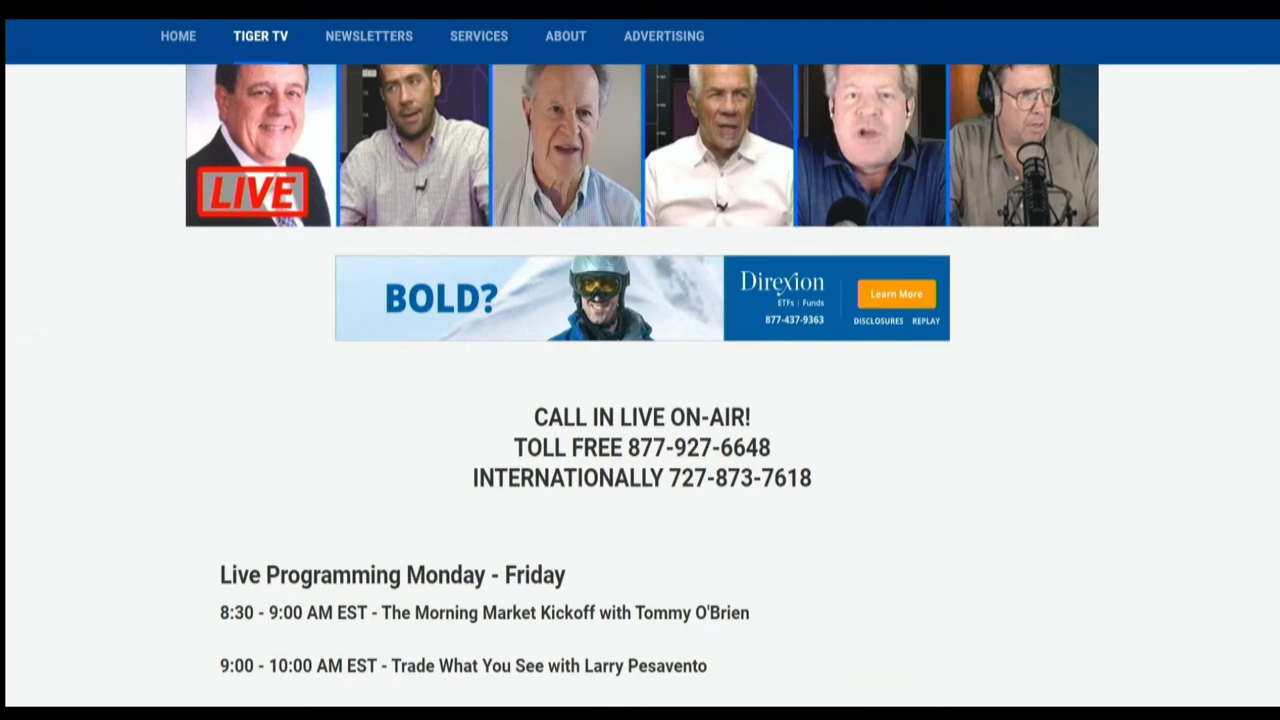 HOME TIGER TV NEWSLETTERS SERVICES ABOUT ADVERTISING
LIVE
BOLD?
Direxion
ETFs | Funds
877-437-9363
Learn More
DISCLOSURES REPLAY
CALL IN LIVE ON-AIR!
TOLL FREE 877-927-6648
INTERNATIONALLY 727-873-7618
Live Programming Monday - Friday
8:30 - 9:00 AM EST - The Morning Market Kickoff with Tommy O'Brien
9:00 - 10:00 AM EST - Trade What You See with Larry Pesavento